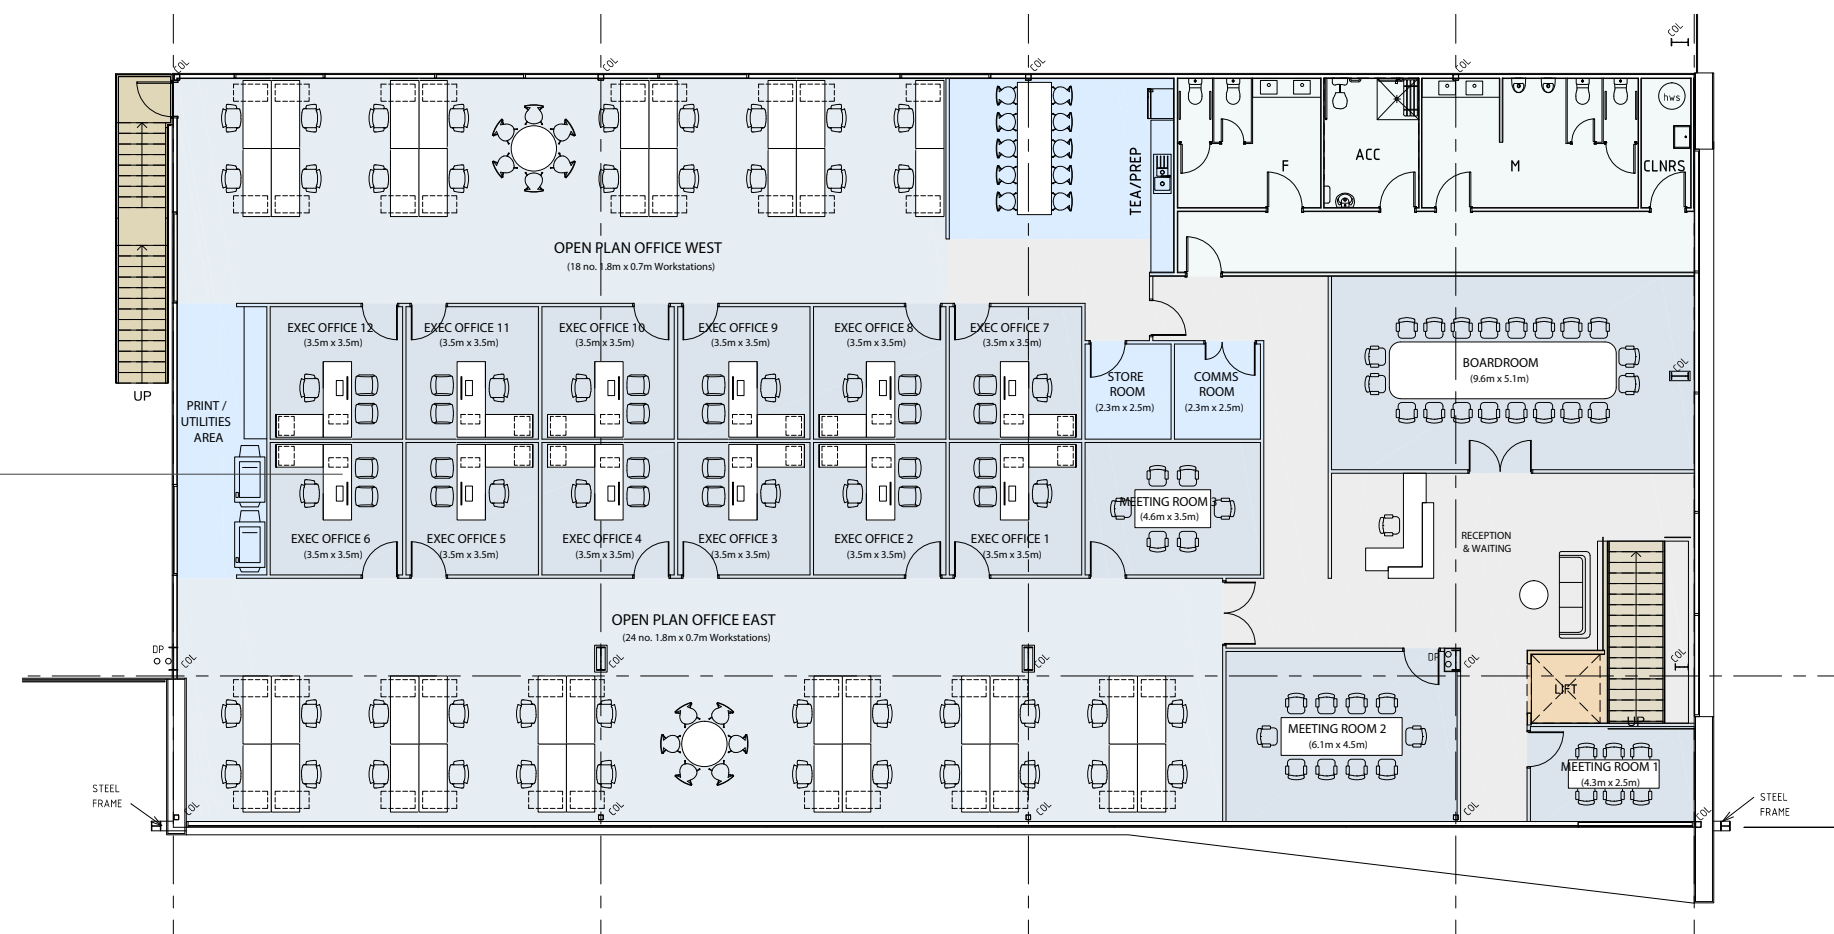 COL
COL
COL
COL
COL
hws
F
ACC
M
CLNRS
TEA/PREP
OPEN PLAN OFFICE WEST
(18 no. 1.8m x 0.7m Workstations)
UP
PRINT /
UTILITIES
AREA
EXEC OFFICE 12
(3.5m x 3.5m)
EXEC OFFICE 11
(3.5m x 3.5m)
EXEC OFFICE 10
(3.5m x 3.5m)
EXEC OFFICE 9
(3.5m x 3.5m)
EXEC OFFICE 8
(3.5m x 3.5m)
EXEC OFFICE 7
(3.5m x 3.5m)
STORE
ROOM
(2.3m x 2.5m)
COMMS
ROOM
(2.3m x 2.5m)
BOARDROOM
(9.6m x 5.1m)
COL
EXEC OFFICE 6
(3.5m x 3.5m)
EXEC OFFICE 5
(3.5m x 3.5m)
EXEC OFFICE 4
(3.5m x 3.5m)
EXEC OFFICE 3
(3.5m x 3.5m)
EXEC OFFICE 2
(3.5m x 3.5m)
EXEC OFFICE 1
(3.5m x 3.5m)
MEETING ROOM 3
(4.6m x 3.5m)
RECEPTION
& WAITING
OPEN PLAN OFFICE EAST
(24 no. 1.8m x 0.7m Workstations)
DP
COL
COL
COL
DP
COL
COL
LIFT
UP
MEETING ROOM 2
(6.1m x 4.5m)
MEETING ROOM 1
(4.3m x 2.5m)
STEEL
FRAME
COL
COL
COL
COL
COL
STEEL
FRAME